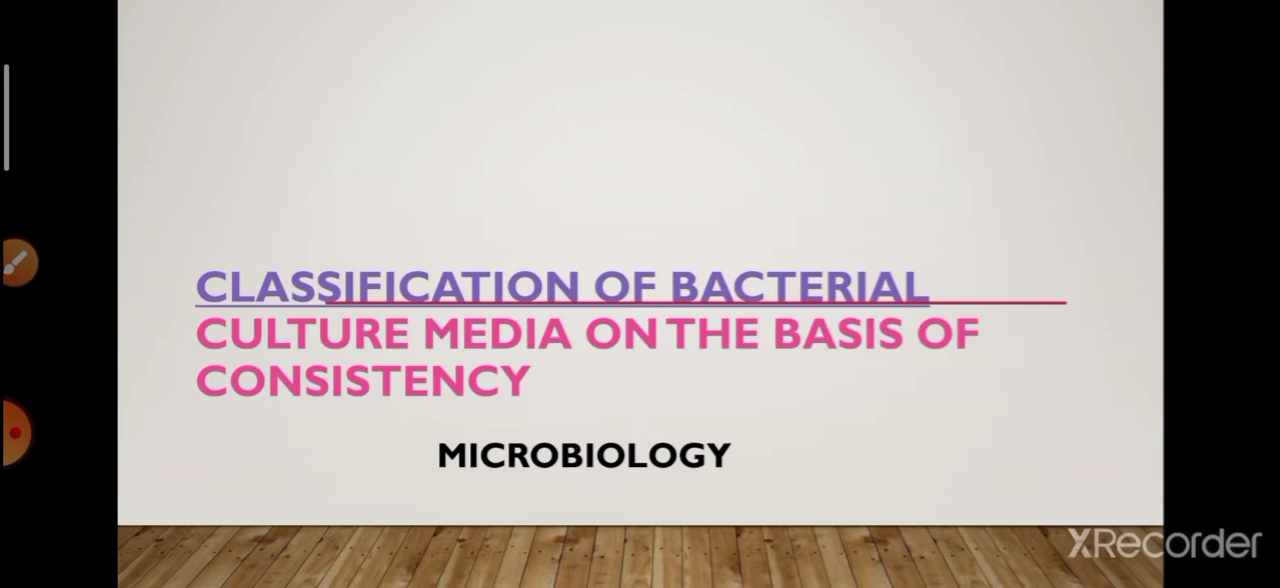 CLASSIFICATION OF BACTERIAL
CULTURE MEDIA ON THE BASIS OF
CONSISTENCY
MICROBIOLOGY
XRecorder